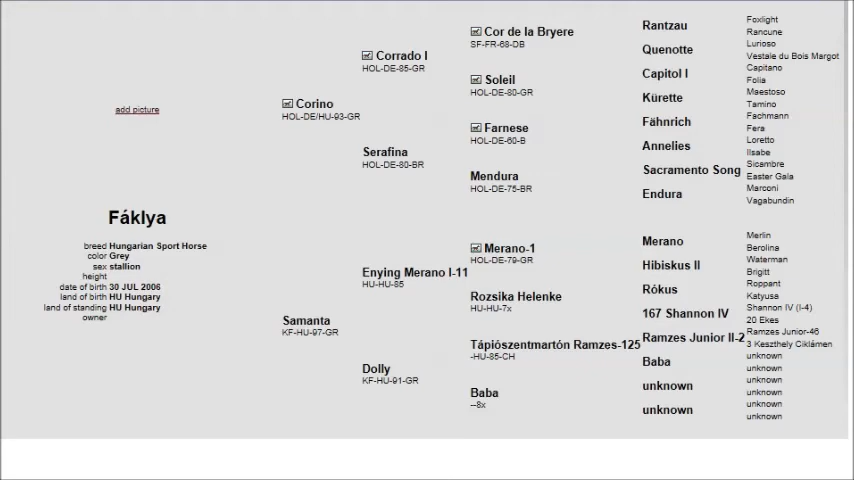 add picture
Fáklya
breed Hungarian Sport Horse
color Grey
sex stallion
height
date of birth 30 JUL 2006
land of birth HU Hungary
land of standing HU Hungary
owner
Corino
HOL-DE/HU-93-GR
Samanta
KF-HU-97-GR
Corrado I
HOL-DE-85-GR
Serafina
HOL-DE-80-BR
Enying Merano I-11
HU-HU-85
Dolly
KF-HU-91-GR
Cor de la Bryere
SF-FR-68-DB
Soleil
HOL-DE-80-GR
Farnese
HOL-DE-60-B
Mendura
HOL-DE-75-BR
Merano-1
HOL-DE-79-GR
Rozsika Helenke
HU-HU-7x
Tápiószentmartón Ramzes-125
-HU-85-CH
Baba
--8x
Rantzau
Quenotte
Capitol I
Kürette
Fähnrich
Annelies
Sacramento Song
Endura
Merano
Hibiskus II
Rókus
167 Shannon IV
Ramzes Junior II-2
Baba
unknown
unknown
Foxlight
Rancune
Lurioso
Vestale du Bois Margot
Capitano
Folia
Maestoso
Tamino
Fachmann
Fera
Loretto
Ilsabe
Sicambre
Easter Gala
Marconi
Vagabundin
Merlin
Berolina
Waterman
Brigitt
Roppant
Katyusa
Shannon IV (I-4)
20 Ekes
Ramzes Junior-46
3 Keszthely Ciklámen
unknown
unknown
unknown
unknown
unknown
unknown